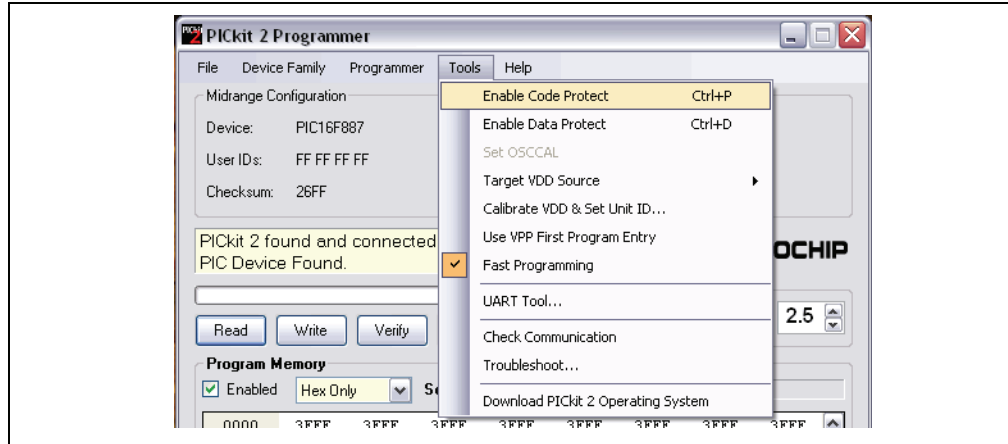 PICkit 2 Programmer
File Device Family Programmer Tools Help
Midrange Configuration
Device: PIC16F887
User IDs: FF FF FF FF
Checksum: 26FF
PICkit 2 found and connected
PIC Device Found.
OCHIP
2.5
Read Write Verify
Program Memory
Enabled Hex Only
0000 3FFF 3FFF 3FFF 3FFF 3FFF 3FFF 3FFF 3FFF
Enable Code Protect Ctrl+P
Enable Data Protect Ctrl+D
Set OSCCAL
Target VDD Source
Calibrate VDD & Set Unit ID...
Use VPP First Program Entry
Fast Programming
UART Tool...
Check Communication
Troubleshoot...
Download PICkit 2 Operating System